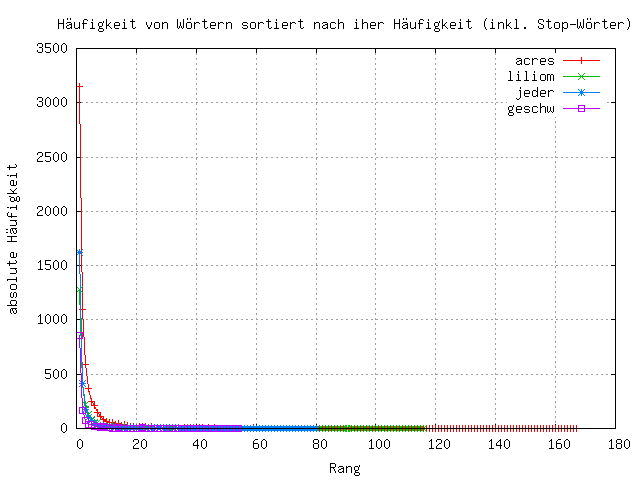 Häufigkeit von Wörtern sortiert nach iher Häufigkeit (inkl. Stop-Wörter)
3500
3000
2500
2000
1500
1000
500
0
absolute Häufigkeit
acres
liliom
jeder
geschw
0 20 40 60 80 100 120 140 160 180
Rang